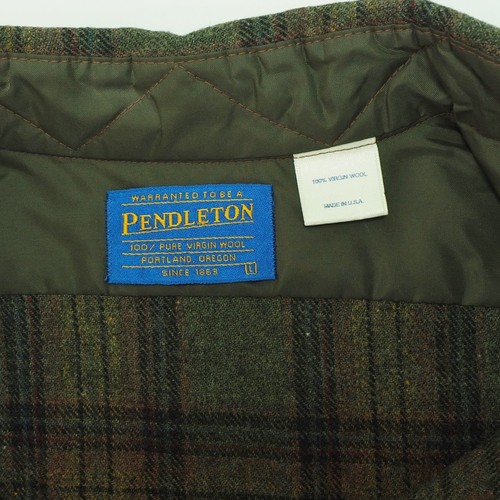 WARRANTED TO BE A
PENDLETON
100% PURE VIRGIN WOOL
PORTLAND, OREGON
SINCE 1863
L
100% VIRGIN WOOL
MADE IN U.S.A.